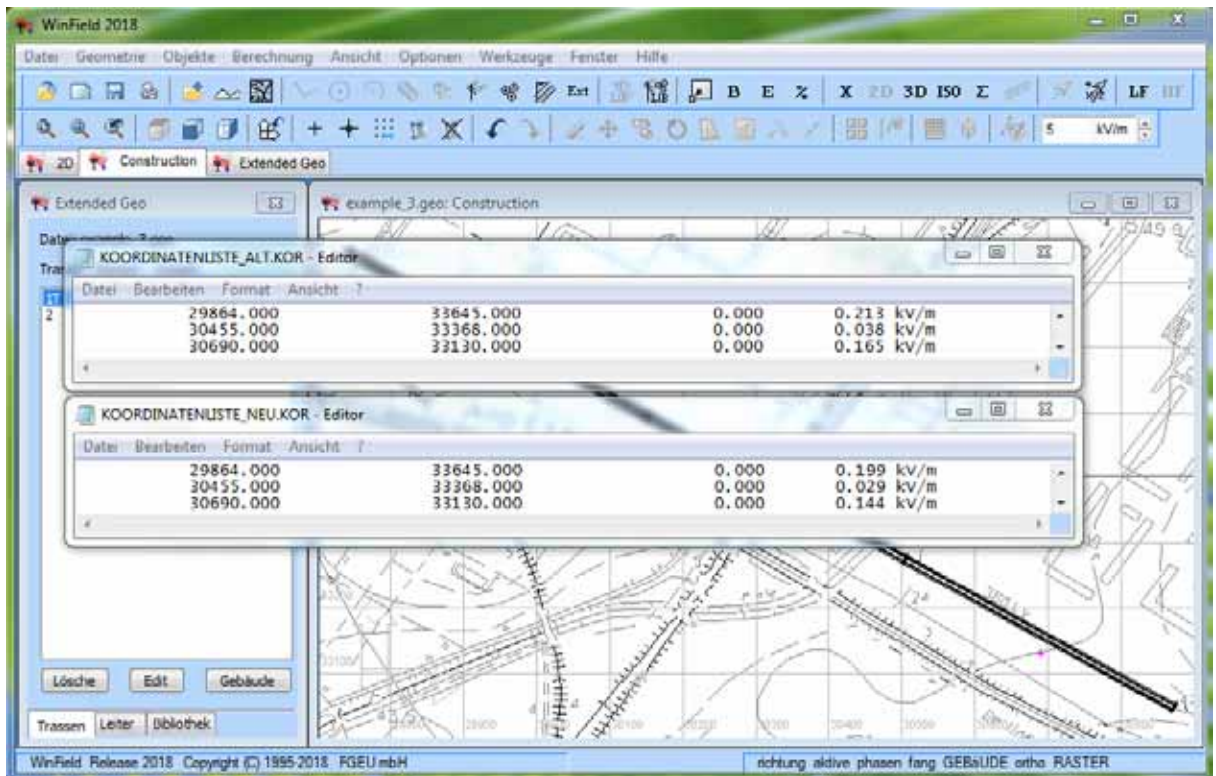 WinField 2018
Datei Geometrie Objekte Berechnung Ansicht Optionen Werkzeuge Fenster Hilfe
Ext B E % X 2D 3D ISO Σ LF HF
5 kV/m
2D Construction Extended Geo
Extended Geo
example_3.geo: Construction
KOORDINATENLISTE_ALT.KOR - Editor
Datei Bearbeiten Format Ansicht ?
29864.000 33645.000 0.000 0.213 kV/m
30455.000 33368.000 0.000 0.038 kV/m
30690.000 33130.000 0.000 0.165 kV/m
2
KOORDINATENLISTE_NEU.KOR - Editor
Datei Bearbeiten Format Ansicht ?
29864.000 33645.000 0.000 0.199 kV/m
30455.000 33368.000 0.000 0.029 kV/m
30690.000 33130.000 0.000 0.144 kV/m
Lösche Edit Gebäude
Trassen Leiter Bibliothek
WinField Release 2018 Copyright (C) 1995-2018 FGEU mbH
richtung aktive phasen fang GEBäUDE ortho RASTER